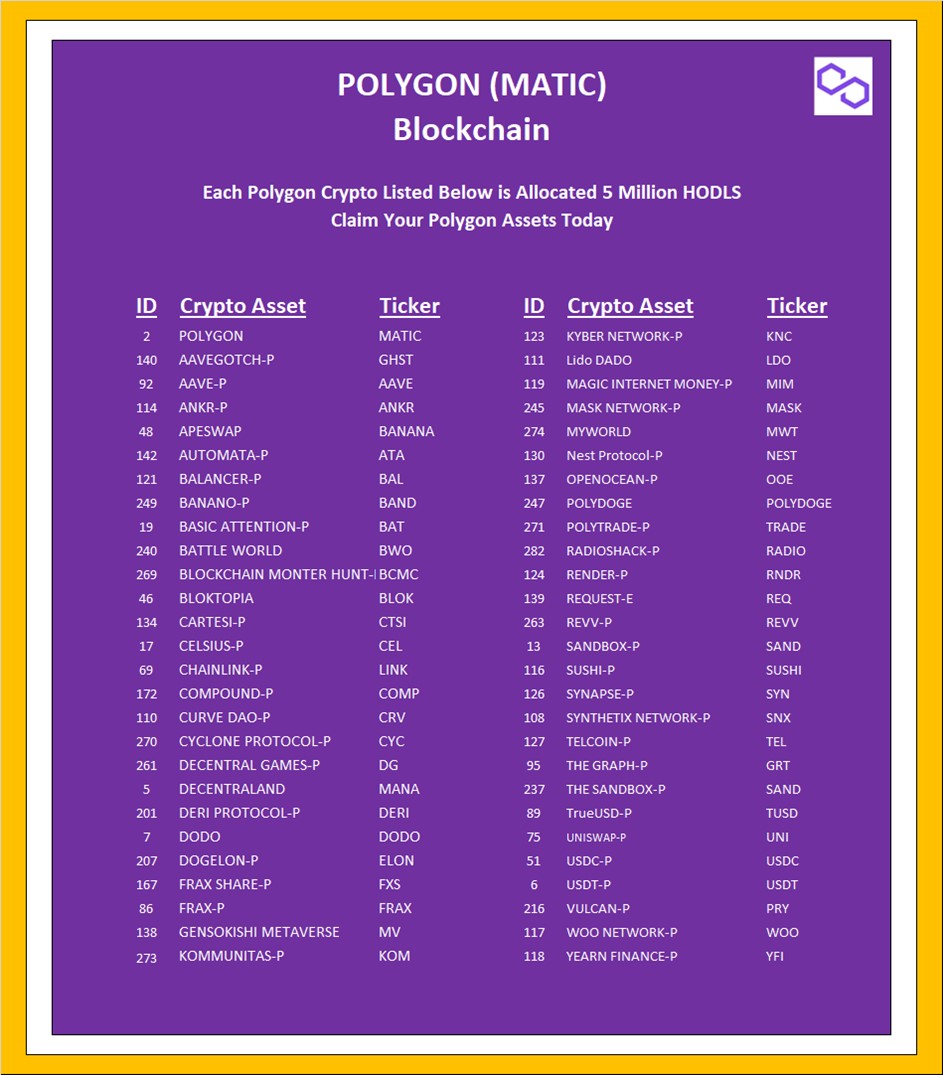 POLYGON (MATIC)
Blockchain
Each Polygon Crypto Listed Below is Allocated 5 Million HODLS
Claim Your Polygon Assets Today
ID Crypto Asset Ticker ID Crypto Asset Ticker
2 POLYGON MATIC 123 KYBER NETWORK-P KNC
140 AAVEGOTCH-P GHST 111 Lido DADO LDO
92 AAVE-P AAVE 119 MAGIC INTERNET MONEY-P MIM
114 ANKR-P ANKR 245 MASK NETWORK-P MASK
48 APESWAP BANANA 274 MYWORLD MWT
142 AUTOMATA-P ATA 130 Nest Protocol-P NEST
121 BALANCER-P BAL 137 OPENOCEAN-P OOE
249 BANANO-P BAND 247 POLYDOGE POLYDOGE
19 BASIC ATTENTION-P BAT 271 POLYTRADE-P TRADE
240 BATTLE WORLD BWO 282 RADIOSHACK-P RADIO
269 BLOCKCHAIN MONTER HUNT- BCMC 124 RENDER-P RNDR
46 BLOKTOPIA BLOK 139 REQUEST-E REQ
134 CARTESI-P CTSI 263 REVV-P REVV
17 CELSIUS-P CEL 13 SANDBOX-P SAND
69 CHAINLINK-P LINK 116 SUSHI-P SUSHI
172 COMPOUND-P COMP 126 SYNAPSE-P SYN
110 CURVE DAO-P CRV 108 SYNTHETIX NETWORK-P SNX
270 CYCLONE PROTOCOL-P CYC 127 TELCOIN-P TEL
261 DECENTRAL GAMES-P DG 95 THE GRAPH-P GRT
5 DECENTRALAND MANA 237 THE SANDBOX-P SAND
201 DERI PROTOCOL-P DERI 89 TrueUSD-P TUSD
7 DODO DODO 75 UNISWAP-P UNI
207 DOGELON-P ELON 51 USDC-P USDC
167 FRAX SHARE-P FXS 6 USDT-P USDT
86 FRAX-P FRAX 216 VULCAN-P PRY
138 GENSOKISHI METAVERSE MV 117 WOO NETWORK-P WOO
273 KOMMUNITAS-P KOM 118 YEARN FINANCE-P YFI